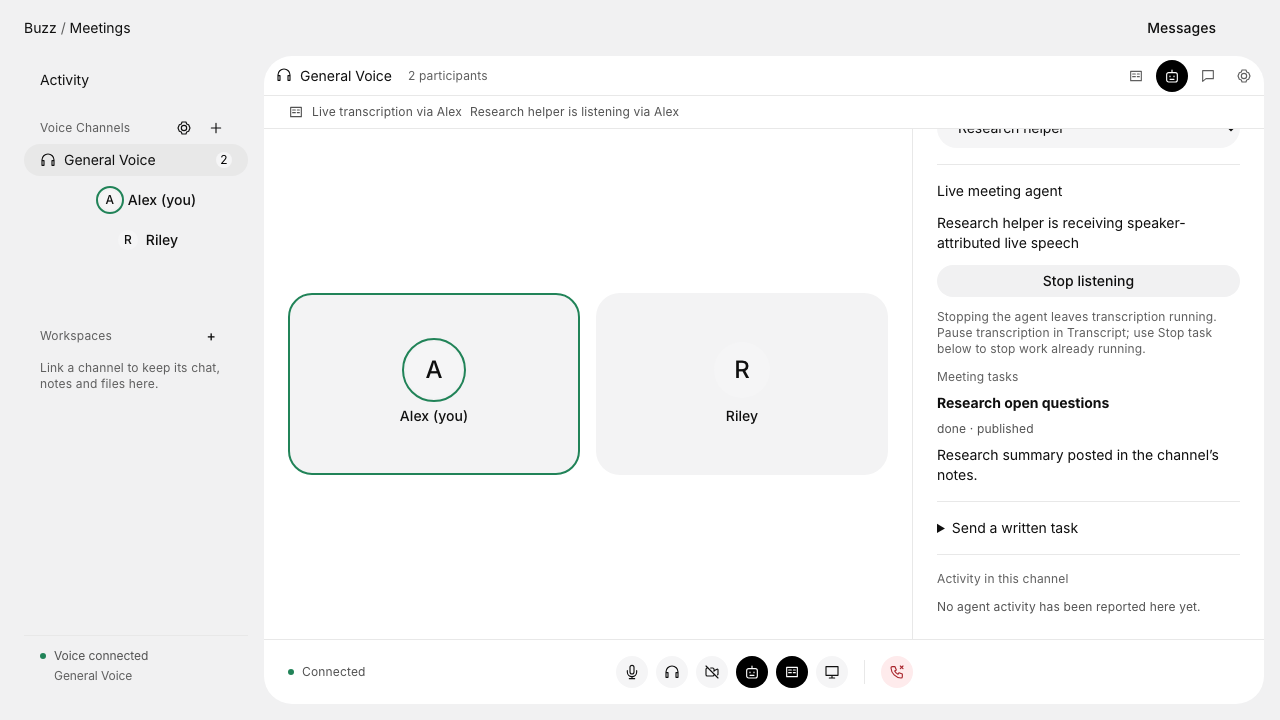 Buzz / Meetings
Messages
Activity
Voice Channels
General Voice
2
A
Alex (you)
R
Riley
Workspaces
+
Link a channel to keep its chat,
notes and files here.
Voice connected
General Voice
General Voice
2 participants
Live transcription via Alex
Research helper is listening via Alex
A
Alex (you)
R
Riley
Research helper
Live meeting agent
Research helper is receiving speaker-
attributed live speech
Stop listening
Stopping the agent leaves transcription running.
Pause transcription in Transcript; use Stop task
below to stop work already running.
Meeting tasks
Research open questions
done · published
Research summary posted in the channel’s
notes.
Send a written task
Activity in this channel
No agent activity has been reported here yet.
Connected